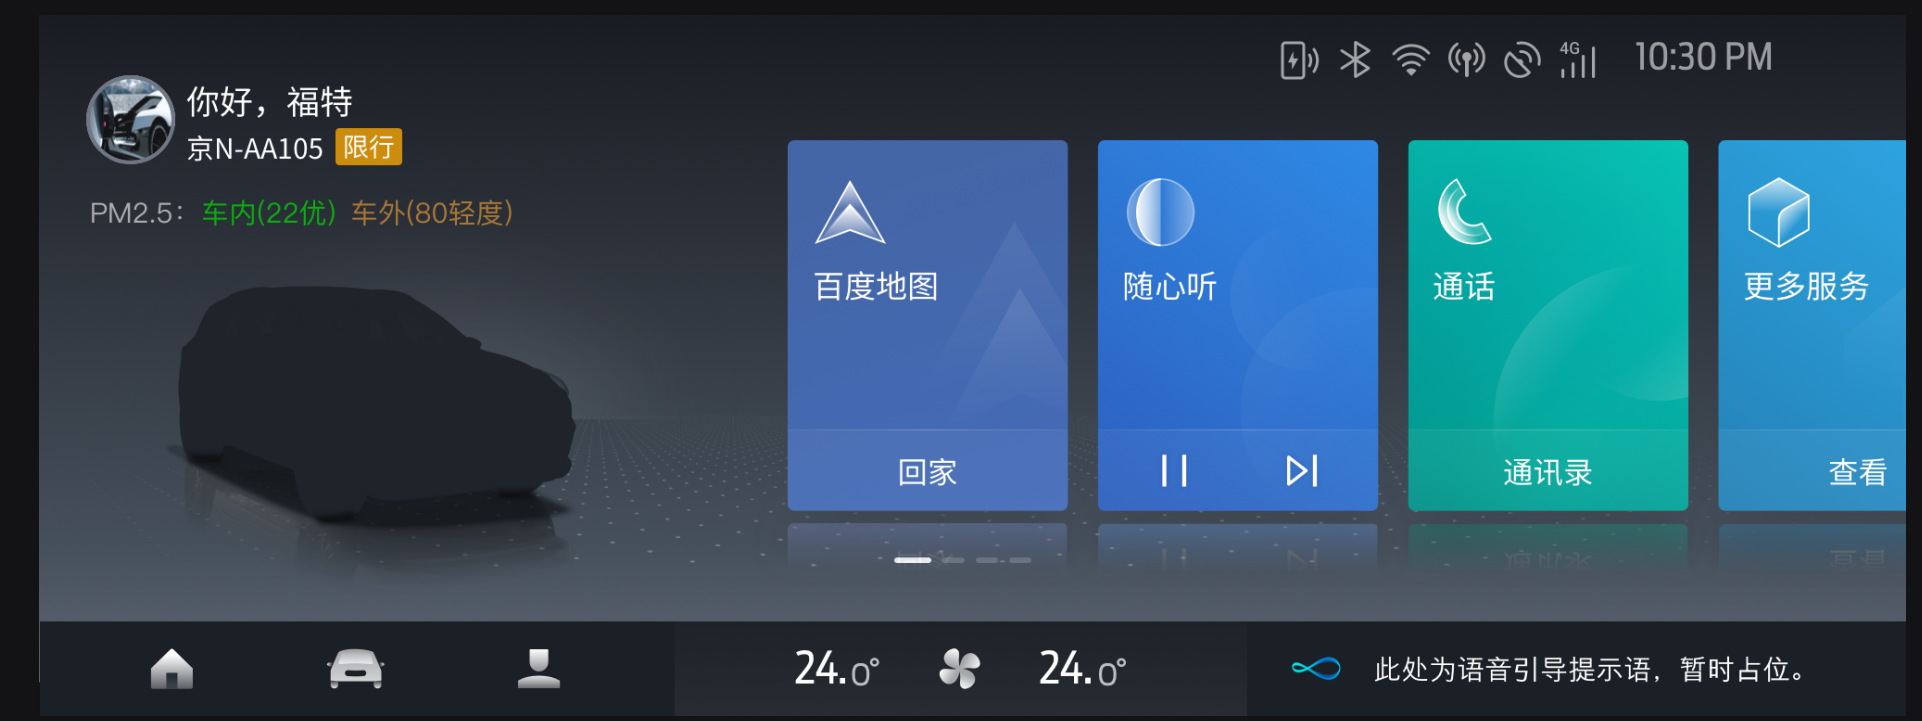 4G 10:30 PM
你好，福特
京N-AA105 限行
PM2.5：车内(22优) 车外(80轻度)
百度地图
随心听
通话
更多服务
回家
通讯录
查看
24.0° 24.0°
此处为语音引导提示语，暂时占位。